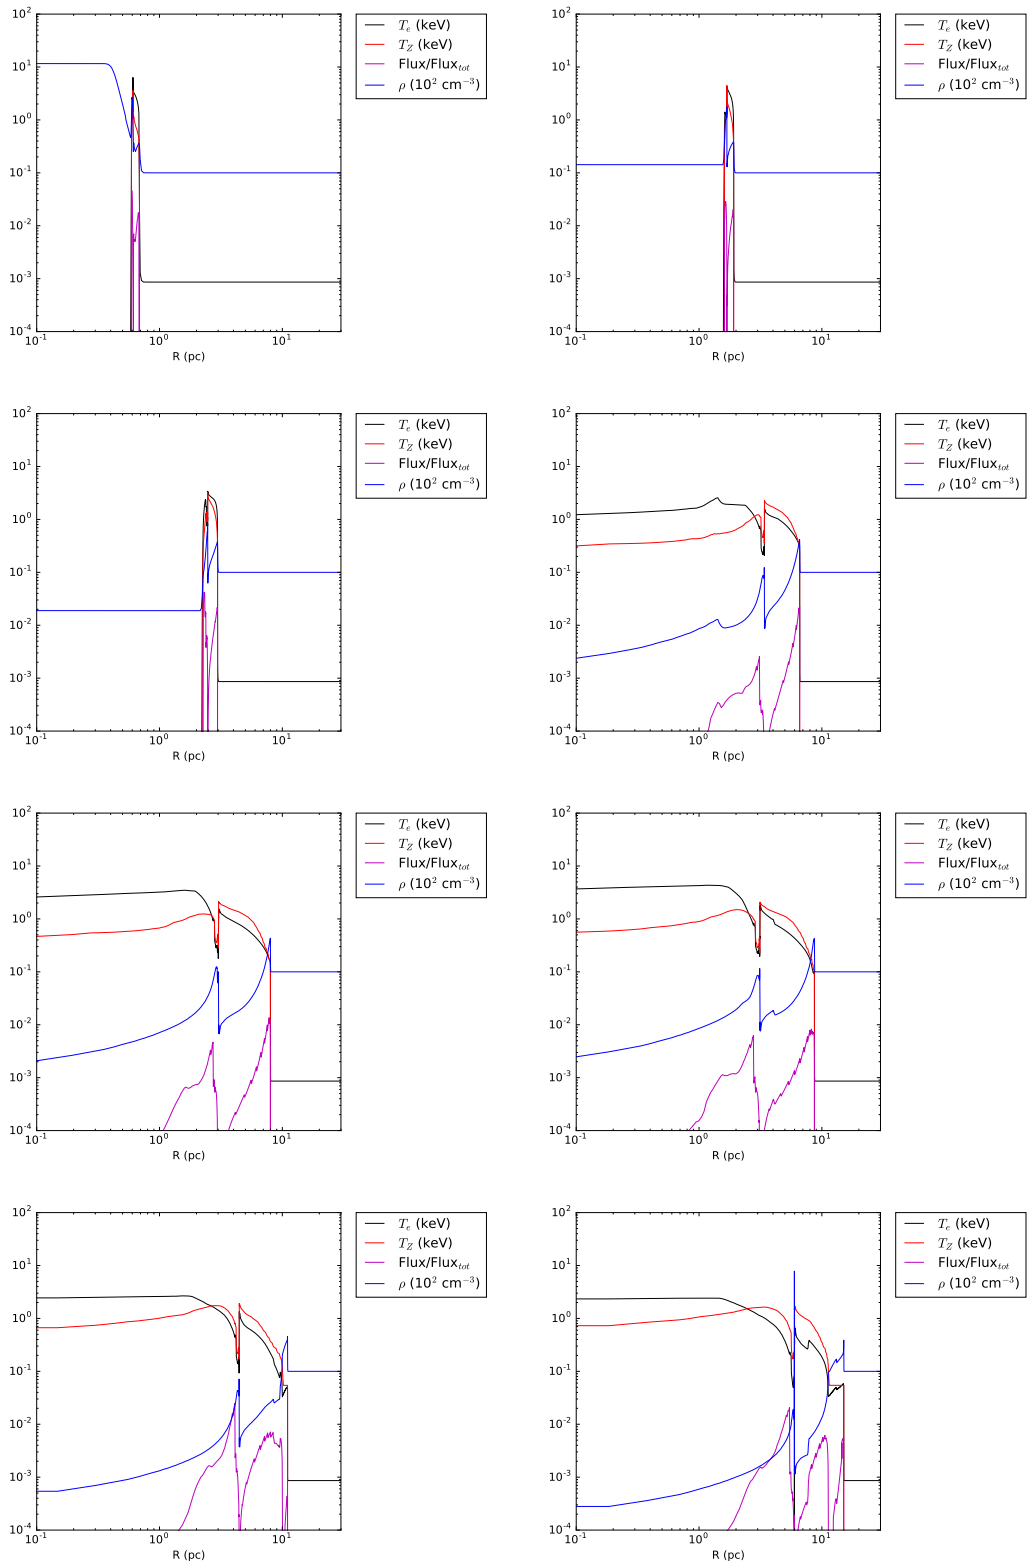 10^2
10^1
10^0
10^-1
10^-2
10^-3
10^-4
10^-1 10^0 10^1
R (pc)
T_e (keV)
T_Z (keV)
Flux/Flux_tot
ρ (10^2 cm^-3)
10^2
10^1
10^0
10^-1
10^-2
10^-3
10^-4
10^-1 10^0 10^1
R (pc)
T_e (keV)
T_Z (keV)
Flux/Flux_tot
ρ (10^2 cm^-3)
10^2
10^1
10^0
10^-1
10^-2
10^-3
10^-4
10^-1 10^0 10^1
R (pc)
T_e (keV)
T_Z (keV)
Flux/Flux_tot
ρ (10^2 cm^-3)
10^2
10^1
10^0
10^-1
10^-2
10^-3
10^-4
10^-1 10^0 10^1
R (pc)
T_e (keV)
T_Z (keV)
Flux/Flux_tot
ρ (10^2 cm^-3)
10^2
10^1
10^0
10^-1
10^-2
10^-3
10^-4
10^-1 10^0 10^1
R (pc)
T_e (keV)
T_Z (keV)
Flux/Flux_tot
ρ (10^2 cm^-3)
10^2
10^1
10^0
10^-1
10^-2
10^-3
10^-4
10^-1 10^0 10^1
R (pc)
T_e (keV)
T_Z (keV)
Flux/Flux_tot
ρ (10^2 cm^-3)
10^2
10^1
10^0
10^-1
10^-2
10^-3
10^-4
10^-1 10^0 10^1
R (pc)
T_e (keV)
T_Z (keV)
Flux/Flux_tot
ρ (10^2 cm^-3)
10^2
10^1
10^0
10^-1
10^-2
10^-3
10^-4
10^-1 10^0 10^1
R (pc)
T_e (keV)
T_Z (keV)
Flux/Flux_tot
ρ (10^2 cm^-3)